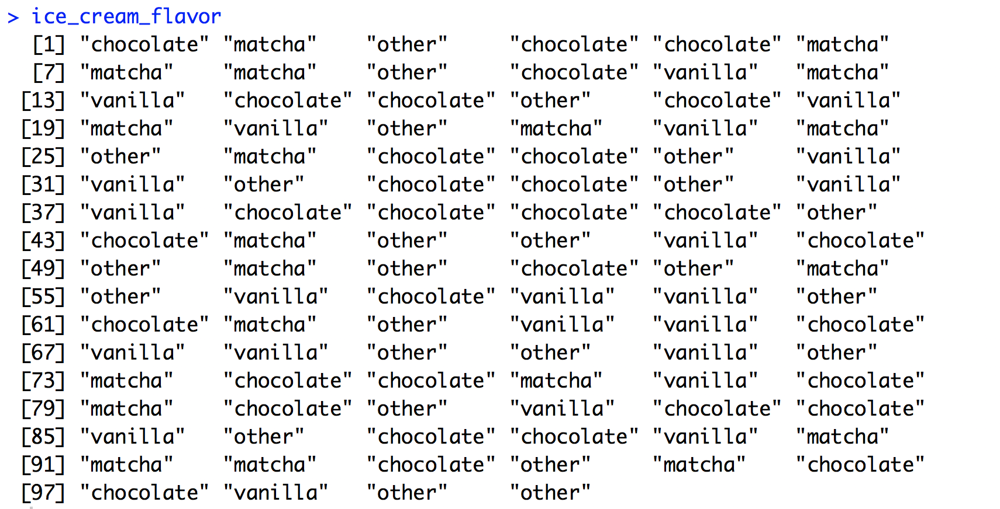 > ice_cream_flavor
[1] "chocolate" "matcha" "other" "chocolate" "chocolate" "matcha"
[7] "matcha" "matcha" "other" "chocolate" "vanilla" "matcha"
[13] "vanilla" "chocolate" "chocolate" "other" "chocolate" "vanilla"
[19] "matcha" "vanilla" "other" "matcha" "vanilla" "matcha"
[25] "other" "matcha" "chocolate" "chocolate" "other" "vanilla"
[31] "vanilla" "other" "chocolate" "chocolate" "other" "vanilla"
[37] "vanilla" "chocolate" "chocolate" "chocolate" "chocolate" "other"
[43] "chocolate" "matcha" "other" "other" "vanilla" "chocolate"
[49] "other" "matcha" "other" "chocolate" "other" "matcha"
[55] "other" "vanilla" "chocolate" "vanilla" "vanilla" "other"
[61] "chocolate" "matcha" "other" "vanilla" "vanilla" "chocolate"
[67] "vanilla" "vanilla" "other" "other" "vanilla" "other"
[73] "matcha" "chocolate" "chocolate" "matcha" "vanilla" "chocolate"
[79] "matcha" "chocolate" "other" "vanilla" "chocolate" "chocolate"
[85] "vanilla" "other" "chocolate" "chocolate" "vanilla" "matcha"
[91] "matcha" "matcha" "chocolate" "other" "matcha" "chocolate"
[97] "chocolate" "vanilla" "other" "other"